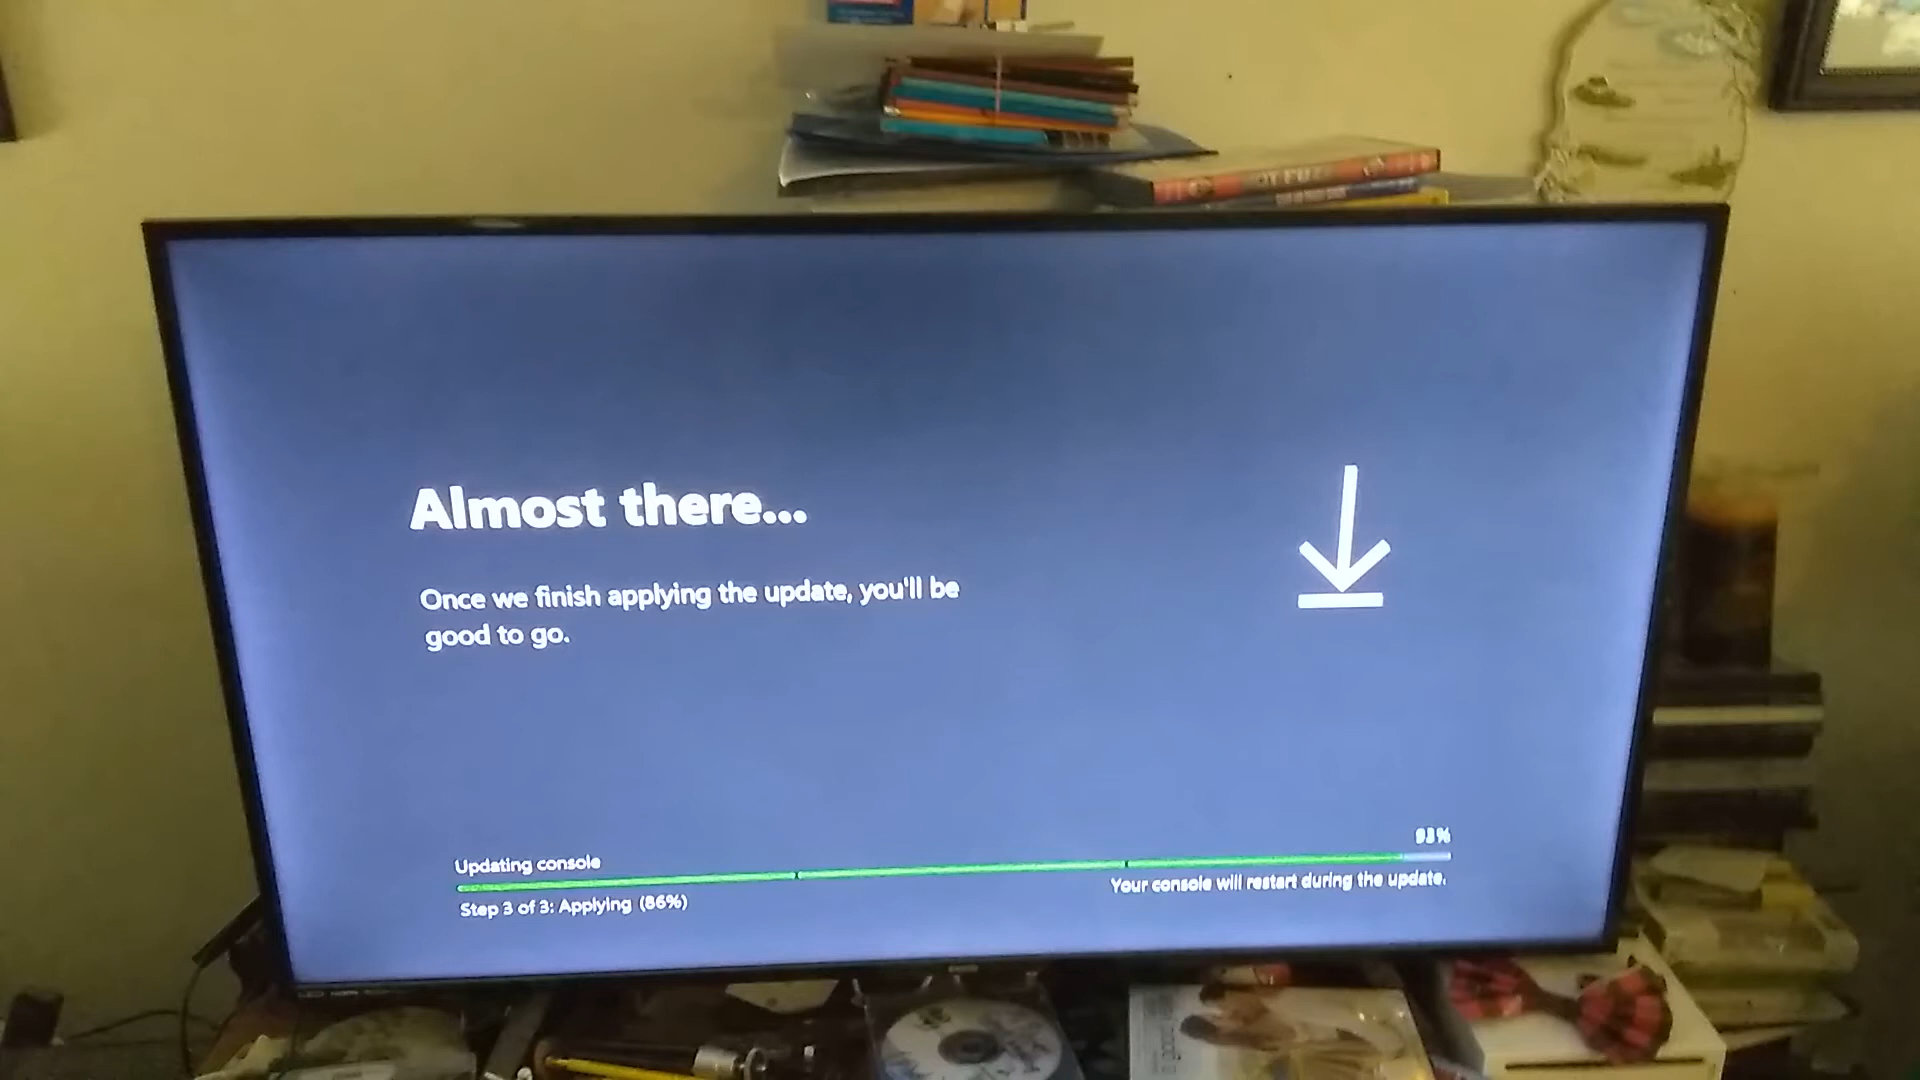 Almost there...
Once we finish applying the update, you'll be
good to go.
93%
Updating console
Your console will restart during the update.
Step 3 of 3: Applying (86%)